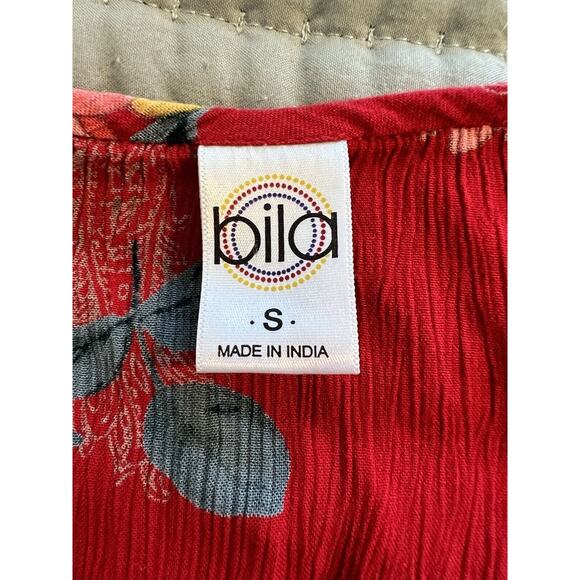 bila
· S ·
MADE IN INDIA